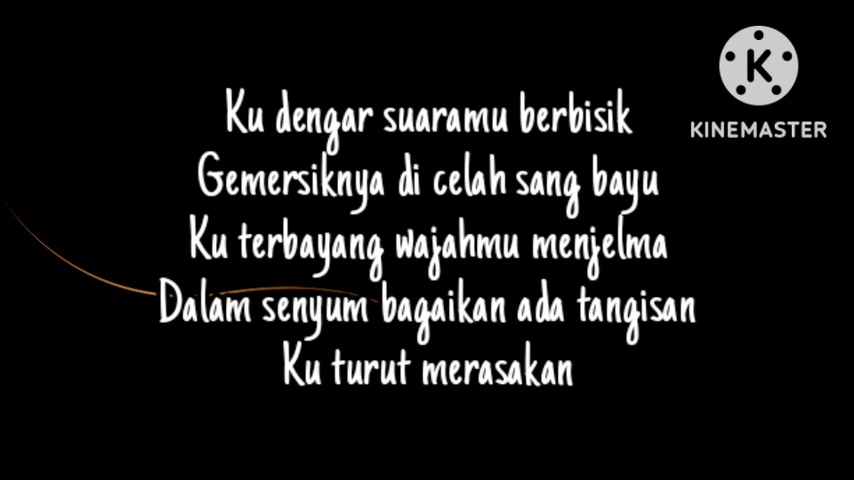 KINEMASTER
Ku dengar suaramu berbisik
Gemersiknya di celah sang bayu
Ku terbayang wajahmu menjelma
Dalam senyum bagaikan ada tangisan
Ku turut merasakan